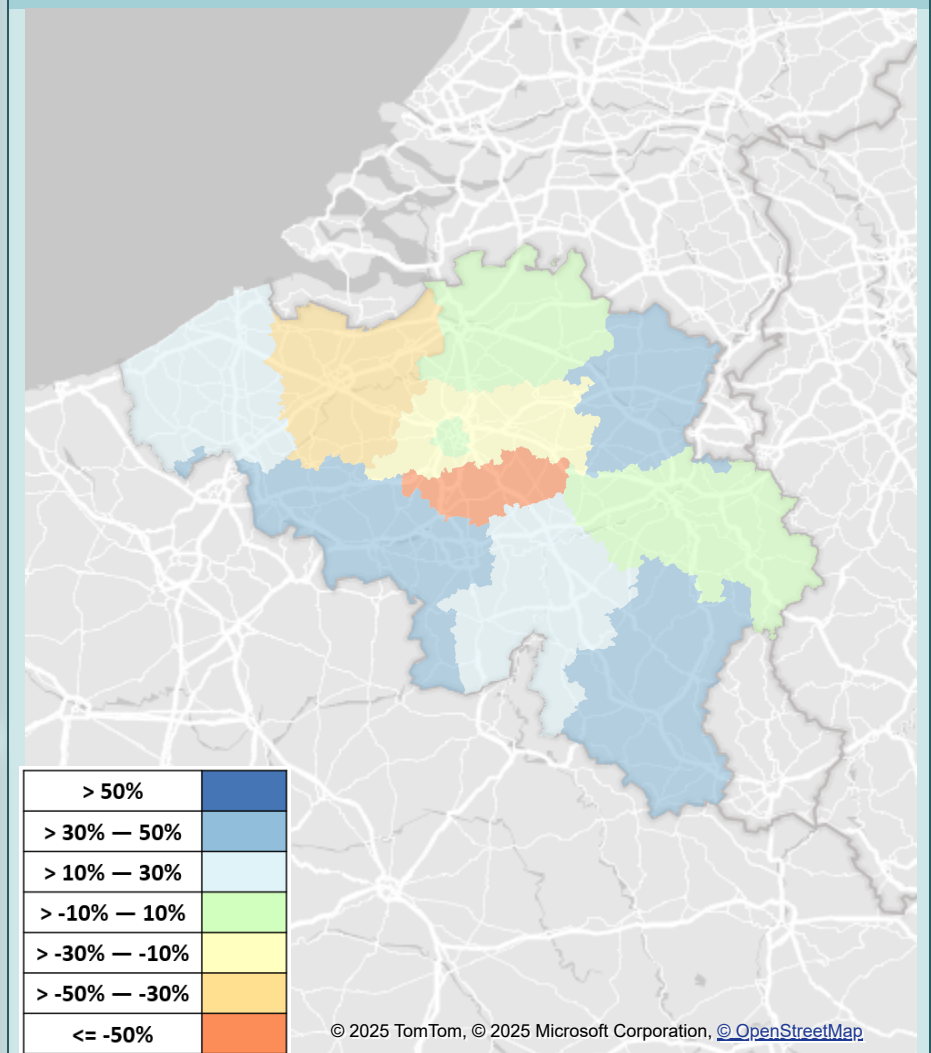 > 50%
> 30% — 50%
> 10% — 30%
> -10% — 10%
> -30% — -10%
> -50% — -30%
<= -50%
© 2025 TomTom, © 2025 Microsoft Corporation, © OpenStreetMap